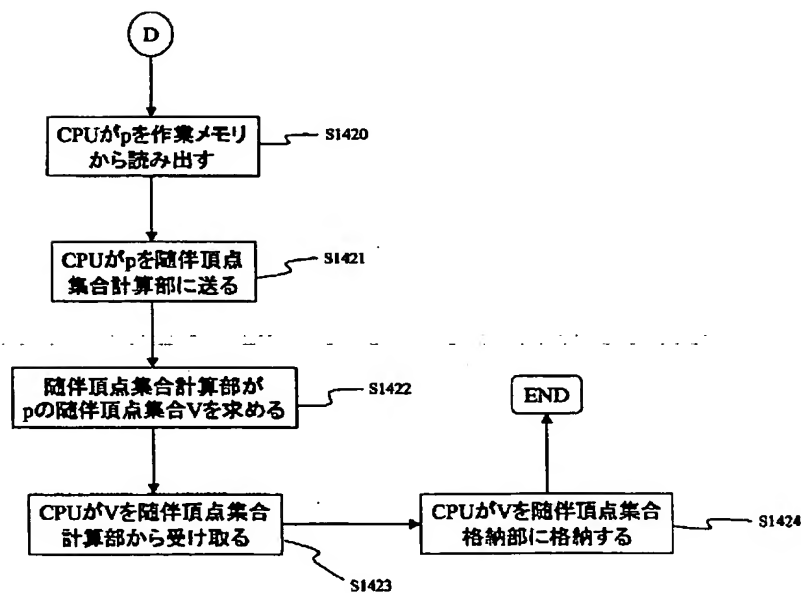 D
CPUがpを作業メモリ
から読み出す
S1420
CPUがpを随伴頂点
集合計算部に送る
S1421
随伴頂点集合計算部が
pの随伴頂点集合Vを求める
S1422
CPUがVを随伴頂点集合
計算部から受け取る
S1423
CPUがVを随伴頂点集合
格納部に格納する
S1424
END